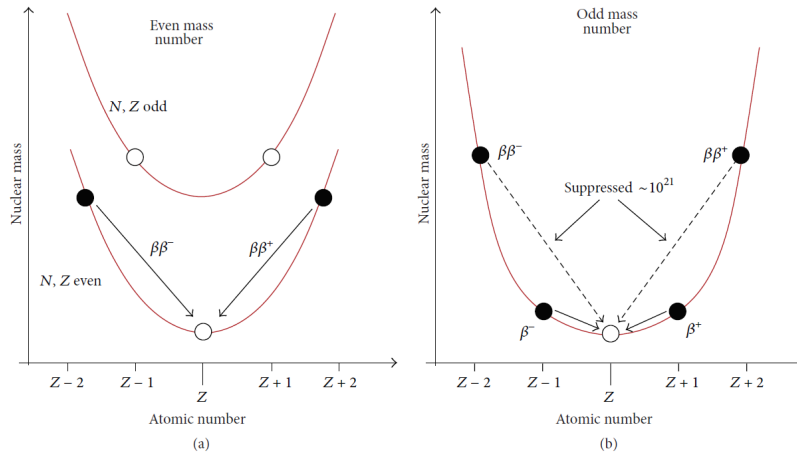 Even mass
number
N, Z odd
ββ⁻
ββ⁺
N, Z even
Nuclear mass
Z − 2
Z − 1
Z
Z + 1
Z + 2
Atomic number
(a)
Odd mass
number
ββ⁻
ββ⁺
Suppressed ~10²¹
β⁻
β⁺
Nuclear mass
Z − 2
Z − 1
Z
Z + 1
Z + 2
Atomic number
(b)